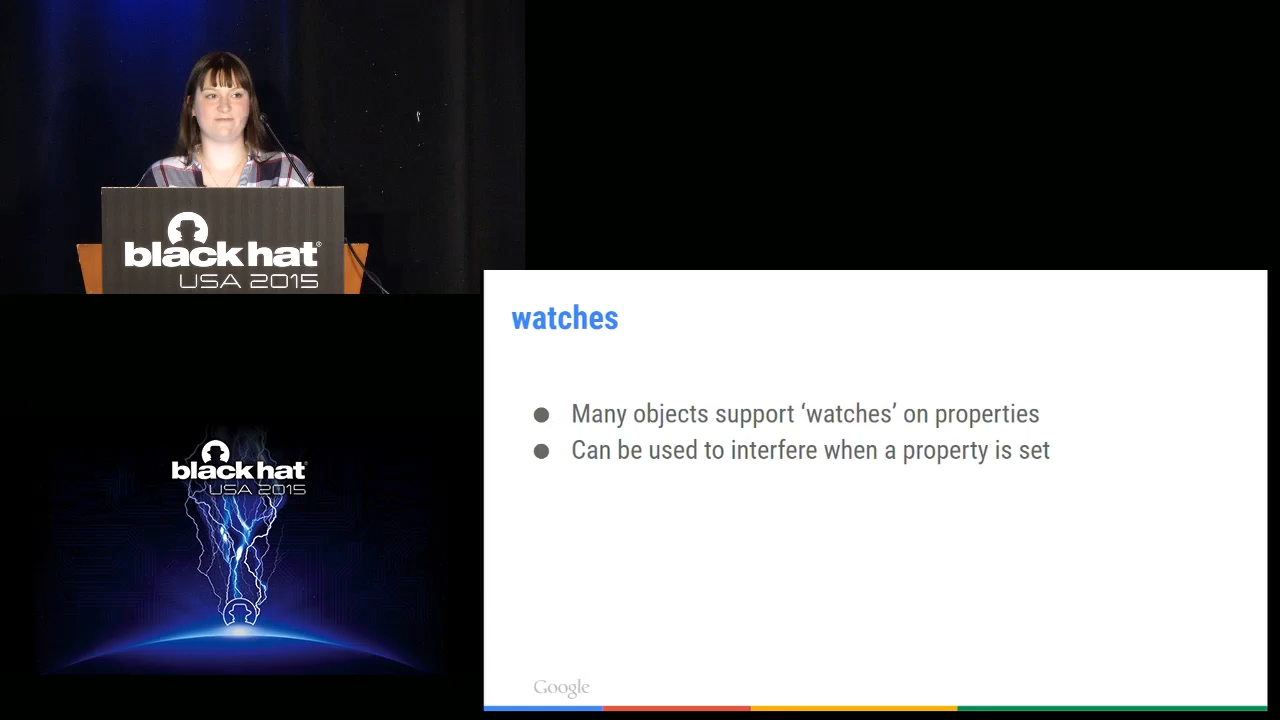 black hat®
USA 2015
watches
● Many objects support ‘watches’ on properties
● Can be used to interfere when a property is set
black hat®
USA 2015
Google